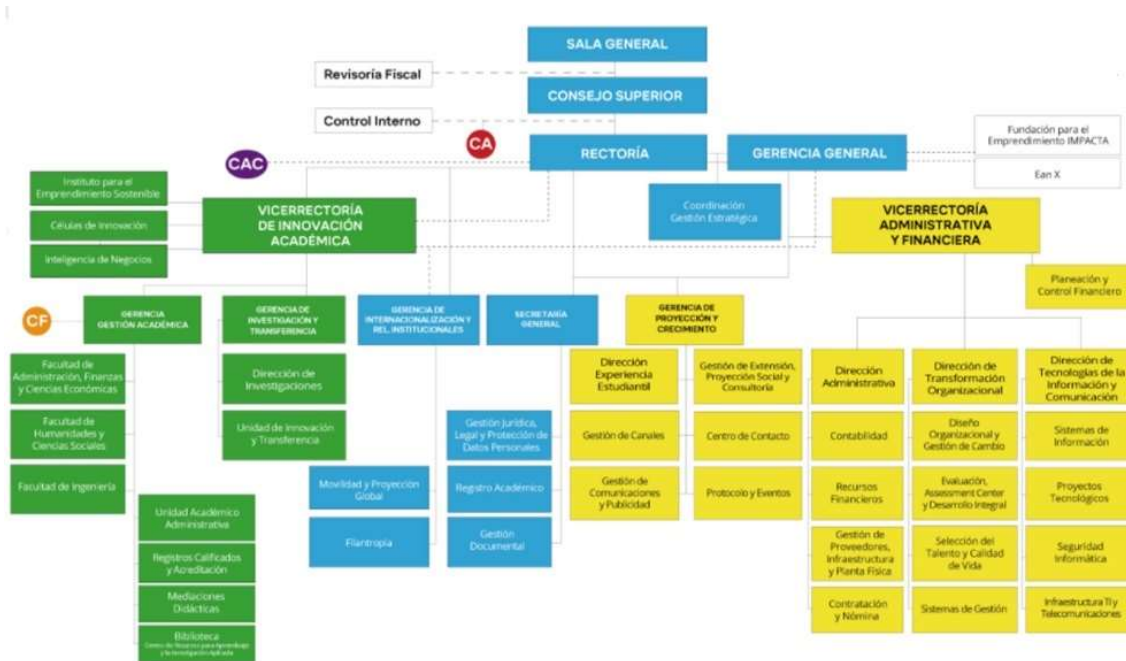 SALA GENERAL
Revisoría Fiscal
CONSEJO SUPERIOR
Control Interno
CA
CAC
RECTORÍA
GERENCIA GENERAL
Fundación para el
Emprendimiento IMPACTA
Ean X
Coordinación
Gestión Estratégica
Instituto para el
Emprendimiento Sostenible
Células de Innovación
Inteligencia de Negocios
VICERRECTORÍA
DE INNOVACIÓN
ACADÉMICA
VICERRECTORÍA
ADMINISTRATIVA
Y FINANCIERA
Planeación y
Control Financiero
CF
GERENCIA
GESTIÓN ACADÉMICA
GERENCIA DE
INVESTIGACIÓN Y
TRANSFERENCIA
GERENCIA DE
INTERNACIONALIZACIÓN Y
REL. INSTITUCIONALES
SECRETARÍA
GENERAL
GERENCIA DE
PROYECCIÓN Y
CRECIMIENTO
Facultad de
Administración, Finanzas
y Ciencias Económicas
Facultad de
Humanidades y
Ciencias Sociales
Facultad de Ingeniería
Unidad Académico
Administrativa
Registros Calificados
y Acreditación
Mediaciones
Didácticas
Biblioteca
Centro de Recursos para Aprendizaje
y la Investigación Aplicada
Dirección de
Investigaciones
Unidad de Innovación
y Transferencia
Movilidad y Proyección
Global
Filantropía
Gestión Jurídica,
Legal y Protección de
Datos Personales
Registro Académico
Gestión
Documental
Dirección
Experiencia
Estudiantil
Gestión de Canales
Gestión de
Comunicaciones
y Publicidad
Gestión de Extensión,
Proyección Social y
Consultoría
Centro de Contacto
Protocolo y Eventos
Dirección
Administrativa
Contabilidad
Recursos
Financieros
Gestión de
Proveedores,
Infraestructura
y Planta Física
Contratación
y Nómina
Dirección de
Transformación
Organizacional
Diseño
Organizacional y
Gestión de Cambio
Evaluación,
Assessment Center
y Desarrollo Integral
Selección del
Talento y Calidad
de Vida
Sistemas de Gestión
Dirección de
Tecnologías de la
Información y
Comunicación
Sistemas de
Información
Proyectos
Tecnológicos
Seguridad
Informática
Infraestructura TI y
Telecomunicaciones